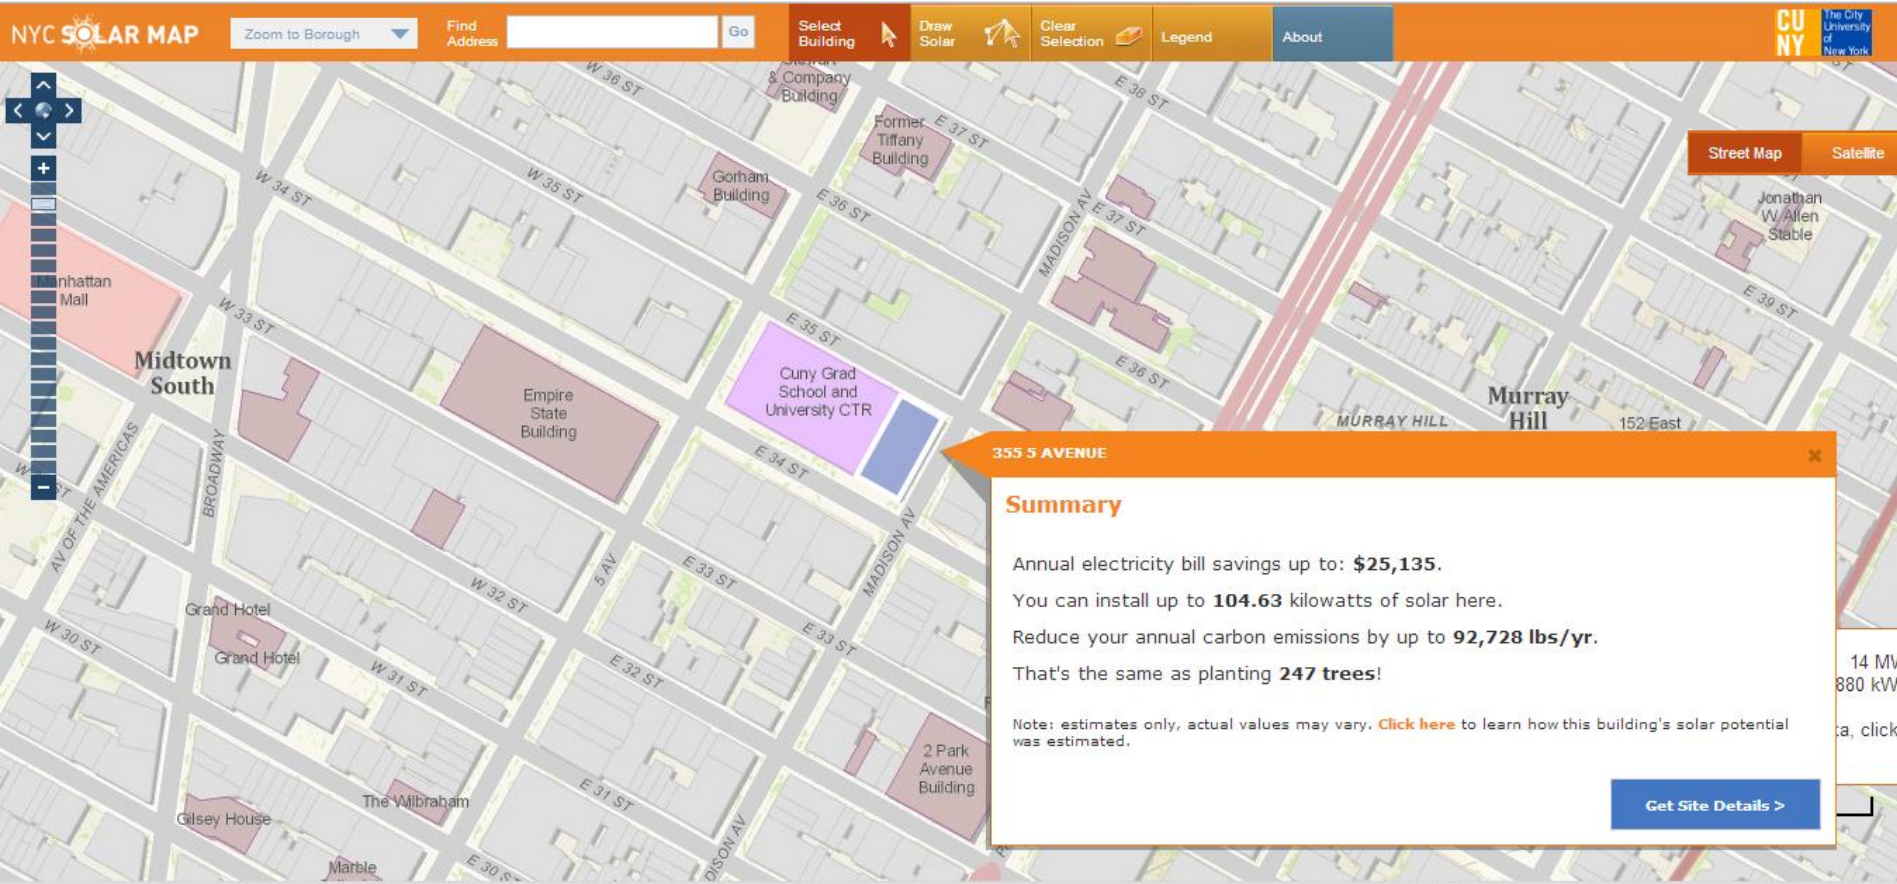 NYC SOLAR MAP
Zoom to Borough
Find
Address
Go
Select
Building
Draw
Solar
Clear
Selection
Legend
About
CU
NY
The City
University
of
New York
Street Map
Satellite
& Company
Building
W 36 ST
E 38 ST
Former
Tiffany
Building
E 37 ST
Gorham
Building
W 35 ST
W 34 ST
E 36 ST
MADISON AV
E 37 ST
Jonathan
W Allen
Stable
Manhattan
Mall
W 33 ST
E 39 ST
E 35 ST
Midtown
South
Cuny Grad
School and
University CTR
Empire
State
Building
E 36 ST
Murray
Hill
MURRAY HILL
152 East
E 34 ST
AV OF THE AMERICAS
BROADWAY
5 AV
MADISON AV
E 33 ST
W 32 ST
355 5 AVENUE
Summary
Annual electricity bill savings up to: $25,135.
You can install up to 104.63 kilowatts of solar here.
Reduce your annual carbon emissions by up to 92,728 lbs/yr.
That's the same as planting 247 trees!
Note: estimates only, actual values may vary. Click here to learn how this building's solar potential
was estimated.
Get Site Details >
14 MW
880 kW
ta, click
Grand Hotel
W 30 ST
Grand Hotel
W 31 ST
E 33 ST
E 32 ST
2 Park
Avenue
Building
The Wilbraham
E 31 ST
Gilsey House
Marble
E 30 S